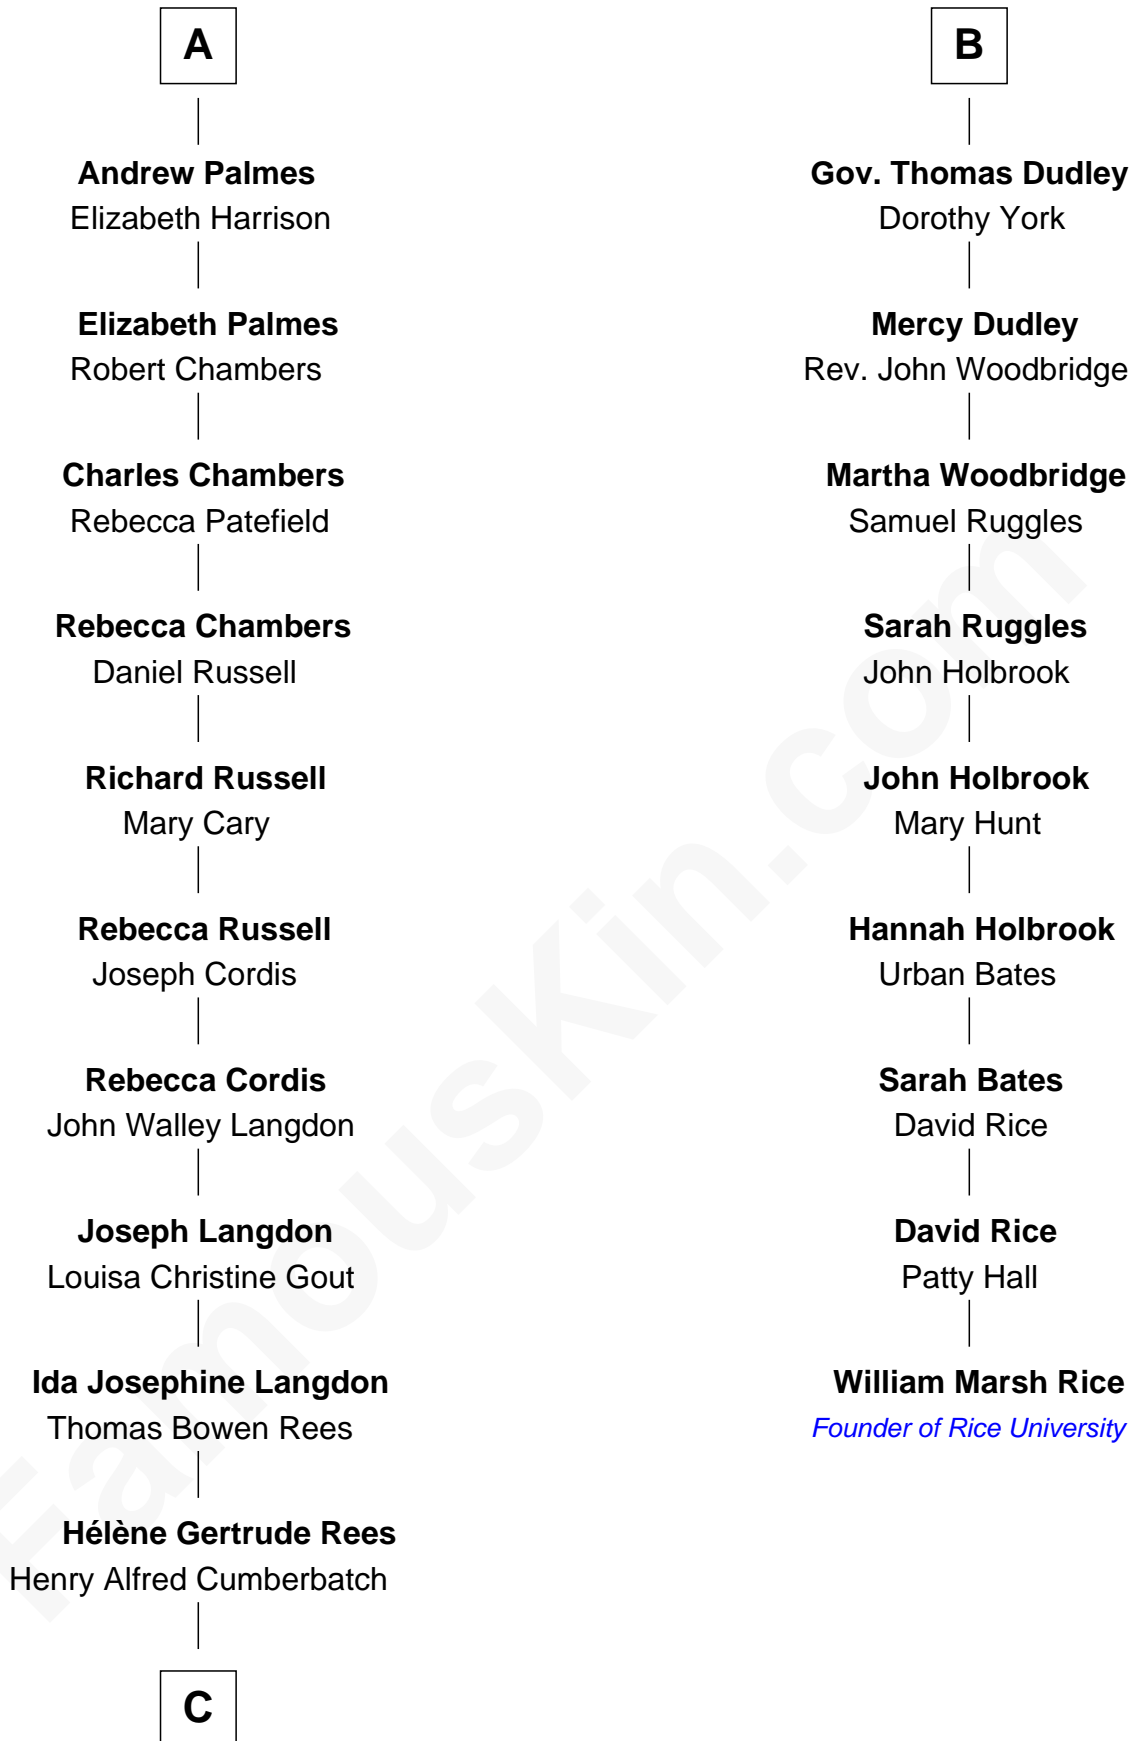 A
Andrew Palmes
Elizabeth Harrison
Elizabeth Palmes
Robert Chambers
Charles Chambers
Rebecca Patefield
Rebecca Chambers
Daniel Russell
Richard Russell
Mary Cary
Rebecca Russell
Joseph Cordis
Rebecca Cordis
John Walley Langdon
Joseph Langdon
Louisa Christine Gout
Ida Josephine Langdon
Thomas Bowen Rees
Hélène Gertrude Rees
Henry Alfred Cumberbatch
C
B
Gov. Thomas Dudley
Dorothy York
Mercy Dudley
Rev. John Woodbridge
Martha Woodbridge
Samuel Ruggles
Sarah Ruggles
John Holbrook
John Holbrook
Mary Hunt
Hannah Holbrook
Urban Bates
Sarah Bates
David Rice
David Rice
Patty Hall
William Marsh Rice
Founder of Rice University
FamousKin.com